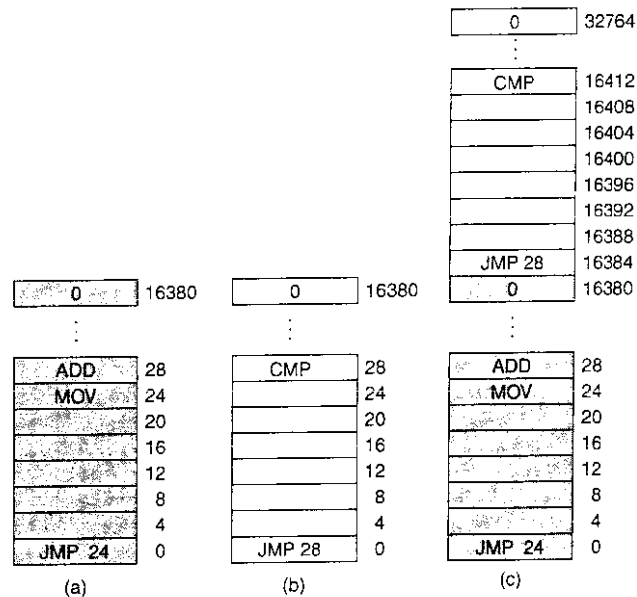 0 32764
CMP 16412
16408
16404
16400
16396
16392
16388
JMP 28 16384
0 16380
0 16380
0 16380
ADD 28
MOV 24
20
16
12
8
4
JMP 24 0
(a)
CMP 28
24
20
16
12
8
4
JMP 28 0
(b)
ADD 28
MOV 24
20
16
12
8
4
JMP 24 0
(c)